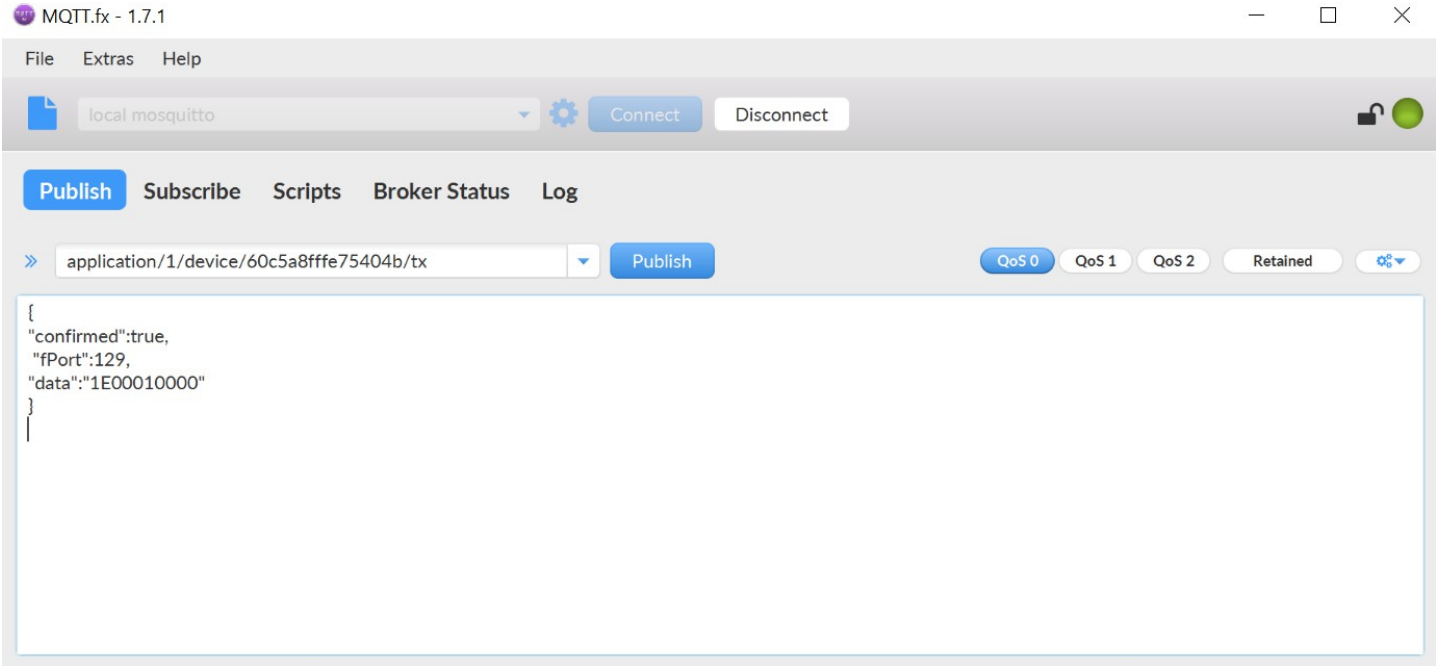 MQTT.fx - 1.7.1
File Extras Help
local mosquitto Connect Disconnect
Publish Subscribe Scripts Broker Status Log
application/1/device/60c5a8fffe75404b/tx Publish QoS 0 QoS 1 QoS 2 Retained
{
"confirmed":true,
"fPort":129,
"data":"1E00010000"
}